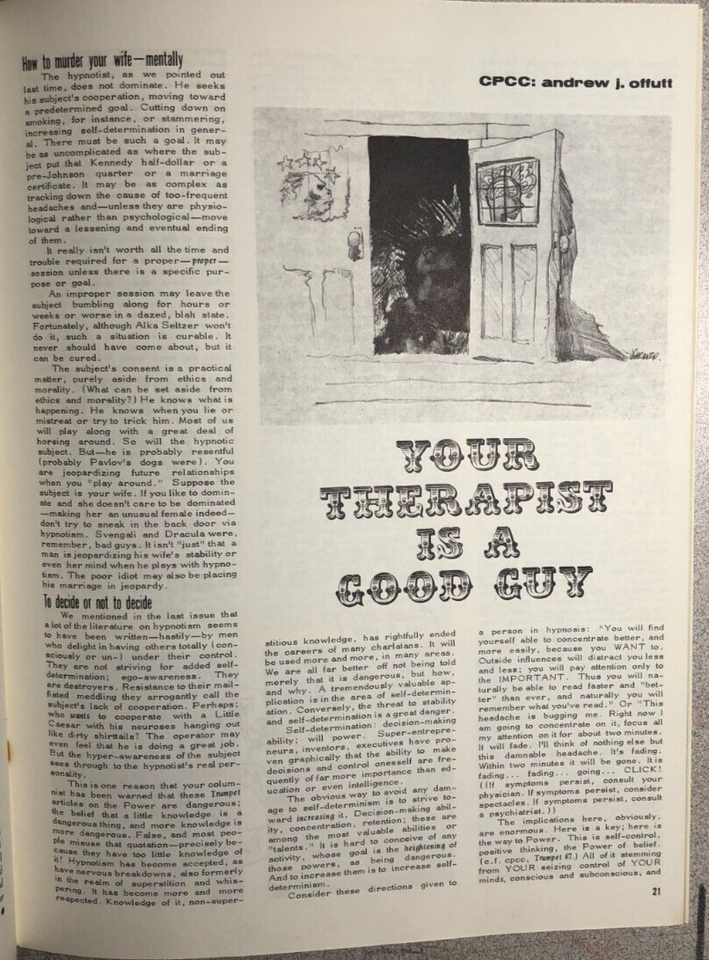 How to murder your wife—mentally
The hypnotist, as we pointed out
last time, does not dominate. He seeks
his subject's cooperation, moving toward
a predetermined goal. Cutting down on
smoking, for instance, or stammering,
increasing self-determination in gener-
al. There must be such a goal. It may
be as uncomplicated as where the sub-
ject put that Kennedy half-dollar or a
pre-Johnson quarter or a marriage
certificate. It may be as complex as
tracking down the cause of too-frequent
headaches and—unless they are physio-
logical rather than psychological—move
toward a lessening and eventual ending
of them.
It really isn't worth all the time and
trouble required for a proper—proper—
session unless there is a specific pur-
pose or goal.
An improper session may leave the
subject bumbling along for hours or
weeks or worse in a dazed, blah state.
Fortunately, although Alka Seltzer won't
do it, such a situation is curable. It
never should have come about, but it
can be cured.
The subject's consent is a practical
matter, purely aside from ethics and
morality. (What can be set aside from
ethics and morality?) He knows what is
happening. He knows when you lie or
mistreat or try to trick him. Most of us
will play along with a great deal of
horsing around. So will the hypnotic
subject. But—he is probably resentful
(probably Pavlov's dogs were). You
are jeopardizing future relationships
when you "play around." Suppose the
subject is your wife. If you like to domin-
ate and she doesn't care to be dominated
—making her an unusual female indeed—
don't try to sneak in the back door via
hypnotism. Svengali and Dracula were,
remember, bad guys. It isn't "just" that a
man is jeopardizing his wife's stability or
even her mind when he plays with hypno-
tism. The poor idiot may also be placing
his marriage in jeopardy.
To decide or not to decide
We mentioned in the last issue that
a lot of the literature on hypnotism seems
to have been written—hastily—by men
who delight in having others totally (con-
sciously or un-) under their control.
They are not striving for added self-
determination; ego-awareness. They
are destroyers. Resistance to their mail-
fisted meddling they arrogantly call the
subject's lack of cooperation. Perhaps;
who wants to cooperate with a Little
Caesar with his neuroses hanging out
like dirty shirttails? The operator may
even feel that he is doing a great job.
But the hyper-awareness of the subject
sees through to the hypnotist's real per-
sonality.
This is one reason that your colum-
nist has been warned that these Trumpet
articles on the Power are dangerous;
the belief that a little knowledge is a
dangerous thing, and more knowledge is
more dangerous. False, and most peo-
ple misuse that quotation—precisely be-
cause they have too little knowledge of
it! Hypnotism has become accepted, as
have nervous breakdowns, also formerly
in the realm of superstition and whis-
pering. It has become more and more
respected. Knowledge of it, non-super-
CPCC: andrew j. offutt
YOUR
THERAPIST
IS A
GOOD GUY
stitious knowledge, has rightfully ended
the careers of many charlatans. It will
be used more and more, in many areas.
We are all far better off not being told
merely that it is dangerous, but how,
and why. A tremendously valuable ap-
plication is in the area of self-determin-
ation. Conversely, the threat to stability
and self-determination is a great danger.
Self-determination: decision-making
ability; will power. Super-entrepre-
neurs, inventors, executives have pro-
ven graphically that the ability to make
decisions and control onesself are fre-
quently of far more importance than ed-
ucation or even intelligence.
The obvious way to avoid any dam-
age to self-determinism is to strive to-
ward increasing it. Decision-making abil-
ity, concentration, retention; these are
among the most valuable abilities or
"talents." It is hard to conceive of any
activity, whose goal is the heightening of
those powers, as being dangerous.
And to increase them is to increase self-
determinism.
Consider these directions given to
a person in hypnosis: "You will find
yourself able to concentrate better, and
more easily, because you WANT to.
Outside influences will distract you less
and less; you will pay attention only to
the IMPORTANT. Thus you will na-
turally be able to read faster and "bet-
ter" than ever, and naturally you will
remember what you've read." Or "This
headache is bugging me. Right now I
am going to concentrate on it, focus all
my attention on it for about two minutes.
It will fade. I'll think of nothing else but
this damnable headache. It's fading.
Within two minutes it will be gone. It is
fading... fading... going... CLICK!
((If symptoms persist, consult your
physician. If symptoms persist, consider
spectacles. If symptoms persist, consult
a psychiatrist.))
The implications here, obviously,
are enormous. Here is a key; here is
the way to Power. This is self-control,
positive thinking, the Power of belief.
(c.f. cpcc, Trumpet #7.) All of it stemming
from YOUR seizing control of YOUR
minds, conscious and subconscious, and
21